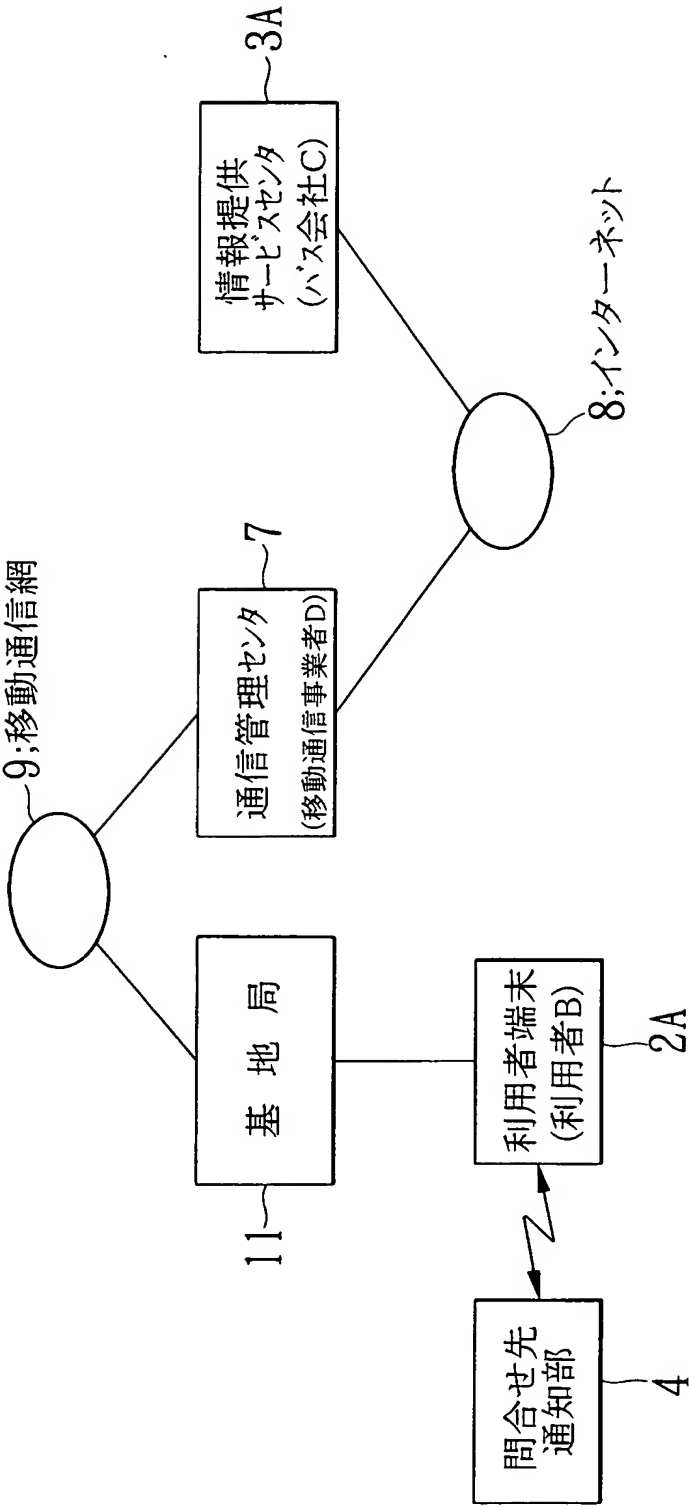 9;移動通信網
基地局
11
通信管理センタ
(移動通信事業者D)
7
情報提供
サービスセンタ
(バス会社C)
3A
問合せ先
通知部
4
利用者端末
(利用者B)
2A
8;インターネット